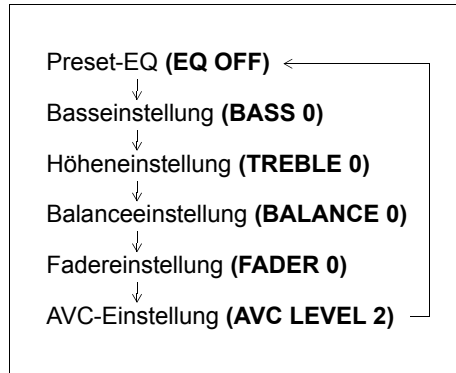 Preset-EQ (EQ OFF)
Basseinstellung (BASS 0)
Höheneinstellung (TREBLE 0)
Balanceeinstellung (BALANCE 0)
Fadereinstellung (FADER 0)
AVC-Einstellung (AVC LEVEL 2)